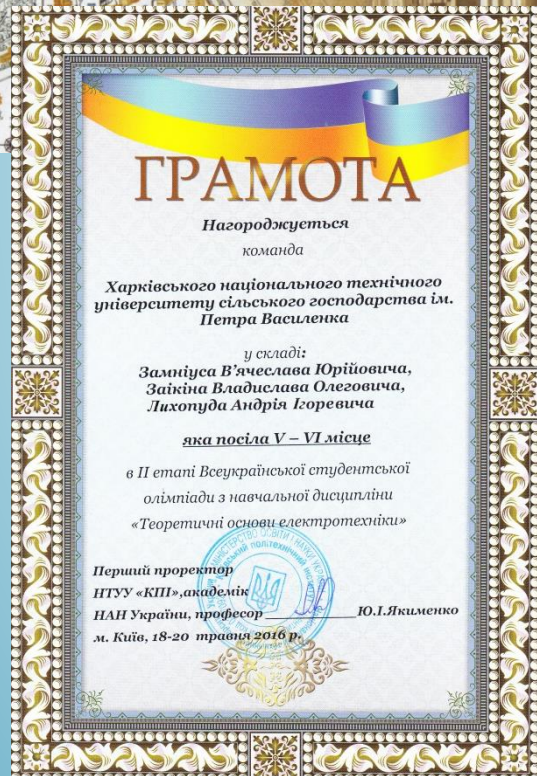 ГРАМОТА
Нагороджується
команда
Харківського національного технічного
університету сільського господарства ім.
Петра Василенка
у складі:
Замніуса В’ячеслава Юрійовича,
Заікіна Владислава Олеговича,
Лихопуда Андрія Ігоревича
яка посіла V – VI місце
в II етапі Всеукраїнської студентської
олімпіади з навчальної дисципліни
«Теоретичні основи електротехніки»
Перший проректор
НТУУ «КПІ»,академік
НАН України, професор ____________Ю.І.Якименко
м. Київ, 18-20 травня 2016 р.